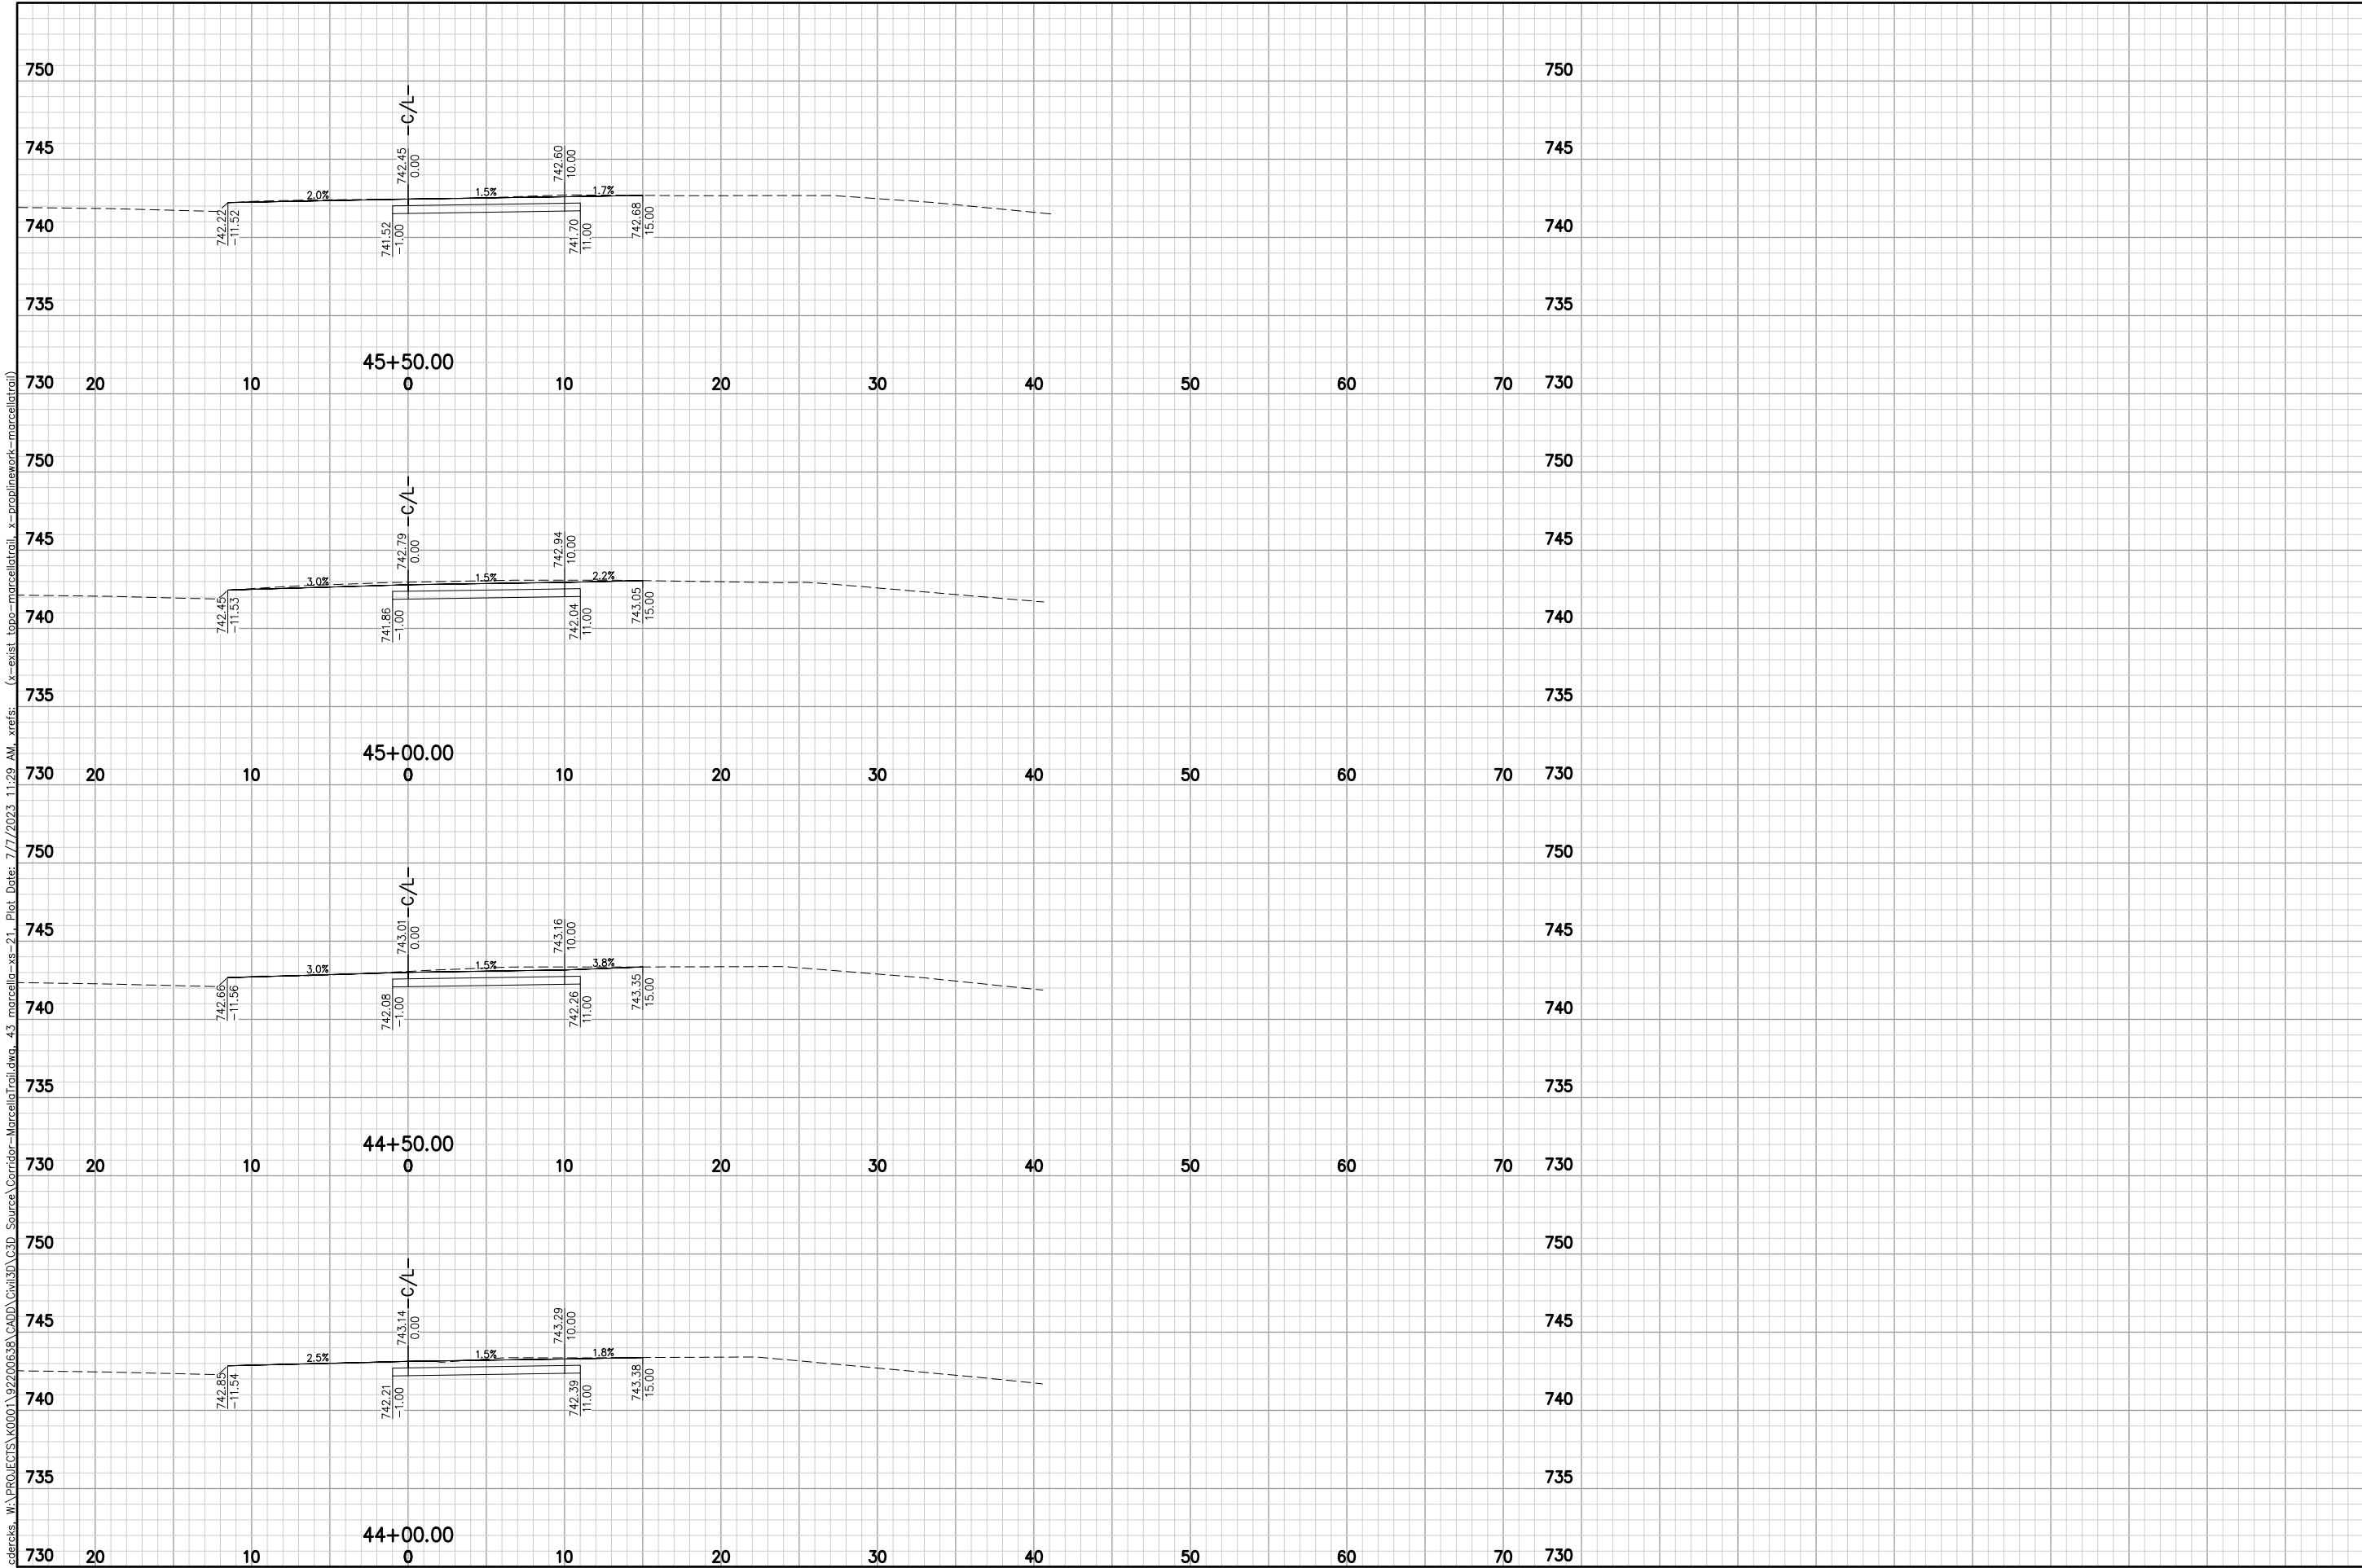 750 750
-C/L-
745 742.45 0.00 742.60 10.00 745
2.0% 1.5% 1.7%
740 742.22 -11.52 741.52 -1.00 741.70 11.00 742.68 15.00 740
735 735
45+50.00
730 20 10 0 10 20 30 40 50 60 70 730
750 750
-C/L-
745 742.79 0.00 742.94 10.00 745
3.0% 1.5% 2.2%
740 742.45 -11.53 741.86 -1.00 742.04 11.00 743.05 15.00 740
735 735
45+00.00
730 20 10 0 10 20 30 40 50 60 70 730
750 750
-C/L-
745 743.01 0.00 743.16 10.00 745
3.0% 1.5% 3.8%
740 742.66 -11.56 742.08 -1.00 742.26 11.00 743.35 15.00 740
735 735
44+50.00
730 20 10 0 10 20 30 40 50 60 70 730
750 750
-C/L-
745 743.14 0.00 743.29 10.00 745
2.5% 1.5% 1.8%
740 742.85 -11.54 742.21 -1.00 742.39 11.00 743.38 15.00 740
735 735
44+00.00
730 20 10 0 10 20 30 40 50 60 70 730
cdercks, W:\PROJECTS\K0001\92200638\CADD\Civil3D\C3D Source\Corridor-MarcellaTrail.dwg, 43 marcella-xs-21, Plot Date: 7/7/2023 11:29 AM, xrefs: (x-exist topo-marcellatrail, x-proplinework-marcellatrail)